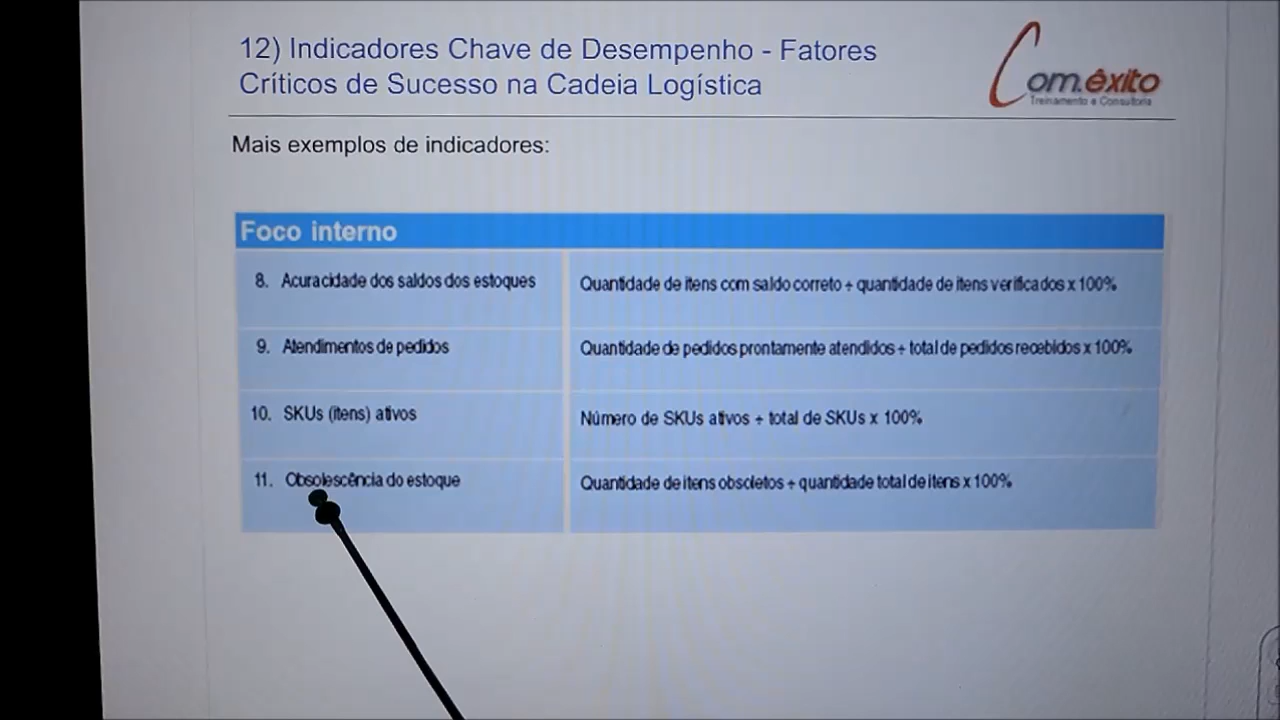 12) Indicadores Chave de Desempenho - Fatores
Críticos de Sucesso na Cadeia Logística
Com.êxito
Treinamento e Consultoria
Mais exemplos de indicadores:
Foco interno
8. Acuracidade dos saldos dos estoques
Quantidade de itens com saldo correto ÷ quantidade de itens verificados x 100%
9. Atendimentos de pedidos
Quantidade de pedidos prontamente atendidos ÷ total de pedidos recebidos x 100%
10. SKUs (itens) ativos
Número de SKUs ativos ÷ total de SKUs x 100%
11. Obsolescência do estoque
Quantidade de itens obsoletos ÷ quantidade total de itens x 100%